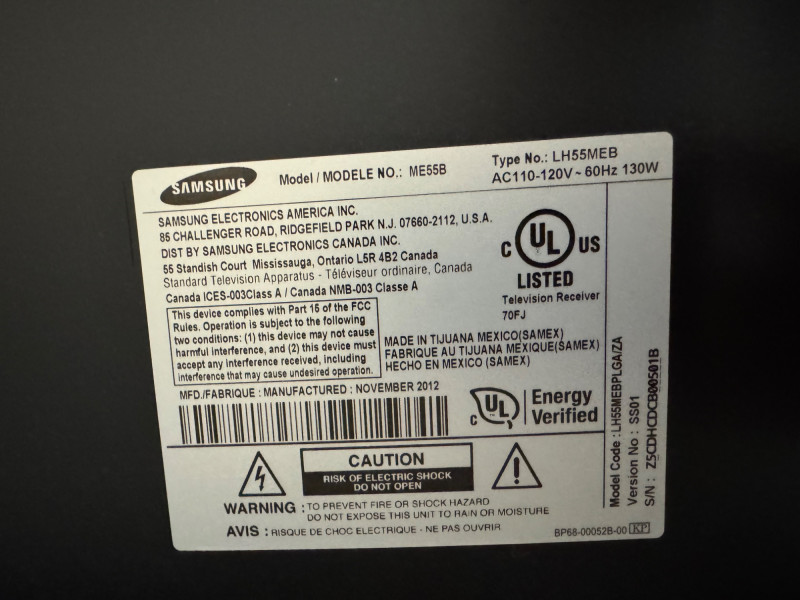 SAMSUNG
Model / MODELE NO.: ME55B
Type No.: LH55MEB
AC110-120V ~ 60Hz 130W
SAMSUNG ELECTRONICS AMERICA INC.
85 CHALLENGER ROAD, RIDGEFIELD PARK N.J. 07660-2112, U.S.A.
DIST BY SAMSUNG ELECTRONICS CANADA INC.
55 Standish Court Mississauga, Ontario L5R 4B2 Canada
Standard Television Apparatus - Téléviseur ordinaire, Canada
Canada ICES-003Class A / Canada NMB-003 Classe A
C UL US
LISTED
Television Receiver
70FJ
This device complies with Part 15 of the FCC
Rules. Operation is subject to the following
two conditions: (1) this device may not cause
harmful interference, and (2) this device must
accept any interference received, including
interference that may cause undesired operation.
MADE IN TIJUANA MEXICO(SAMEX)
FABRIQUE AU TIJUANA MEXIQUE(SAMEX)
HECHO EN MEXICO (SAMEX)
MFD./FABRIQUE : MANUFACTURED : NOVEMBER 2012
C UL
Energy
Verified
CAUTION
RISK OF ELECTRIC SHOCK
DO NOT OPEN
WARNING : TO PREVENT FIRE OR SHOCK HAZARD
DO NOT EXPOSE THIS UNIT TO RAIN OR MOISTURE
AVIS : RISQUE DE CHOC ELECTRIQUE - NE PAS OUVRIR
BP68-00052B-00 KP
Model Code : LH55MEBPLGA/ZA
Version No : SS01
S/N : Z5CDHCDCB00501B